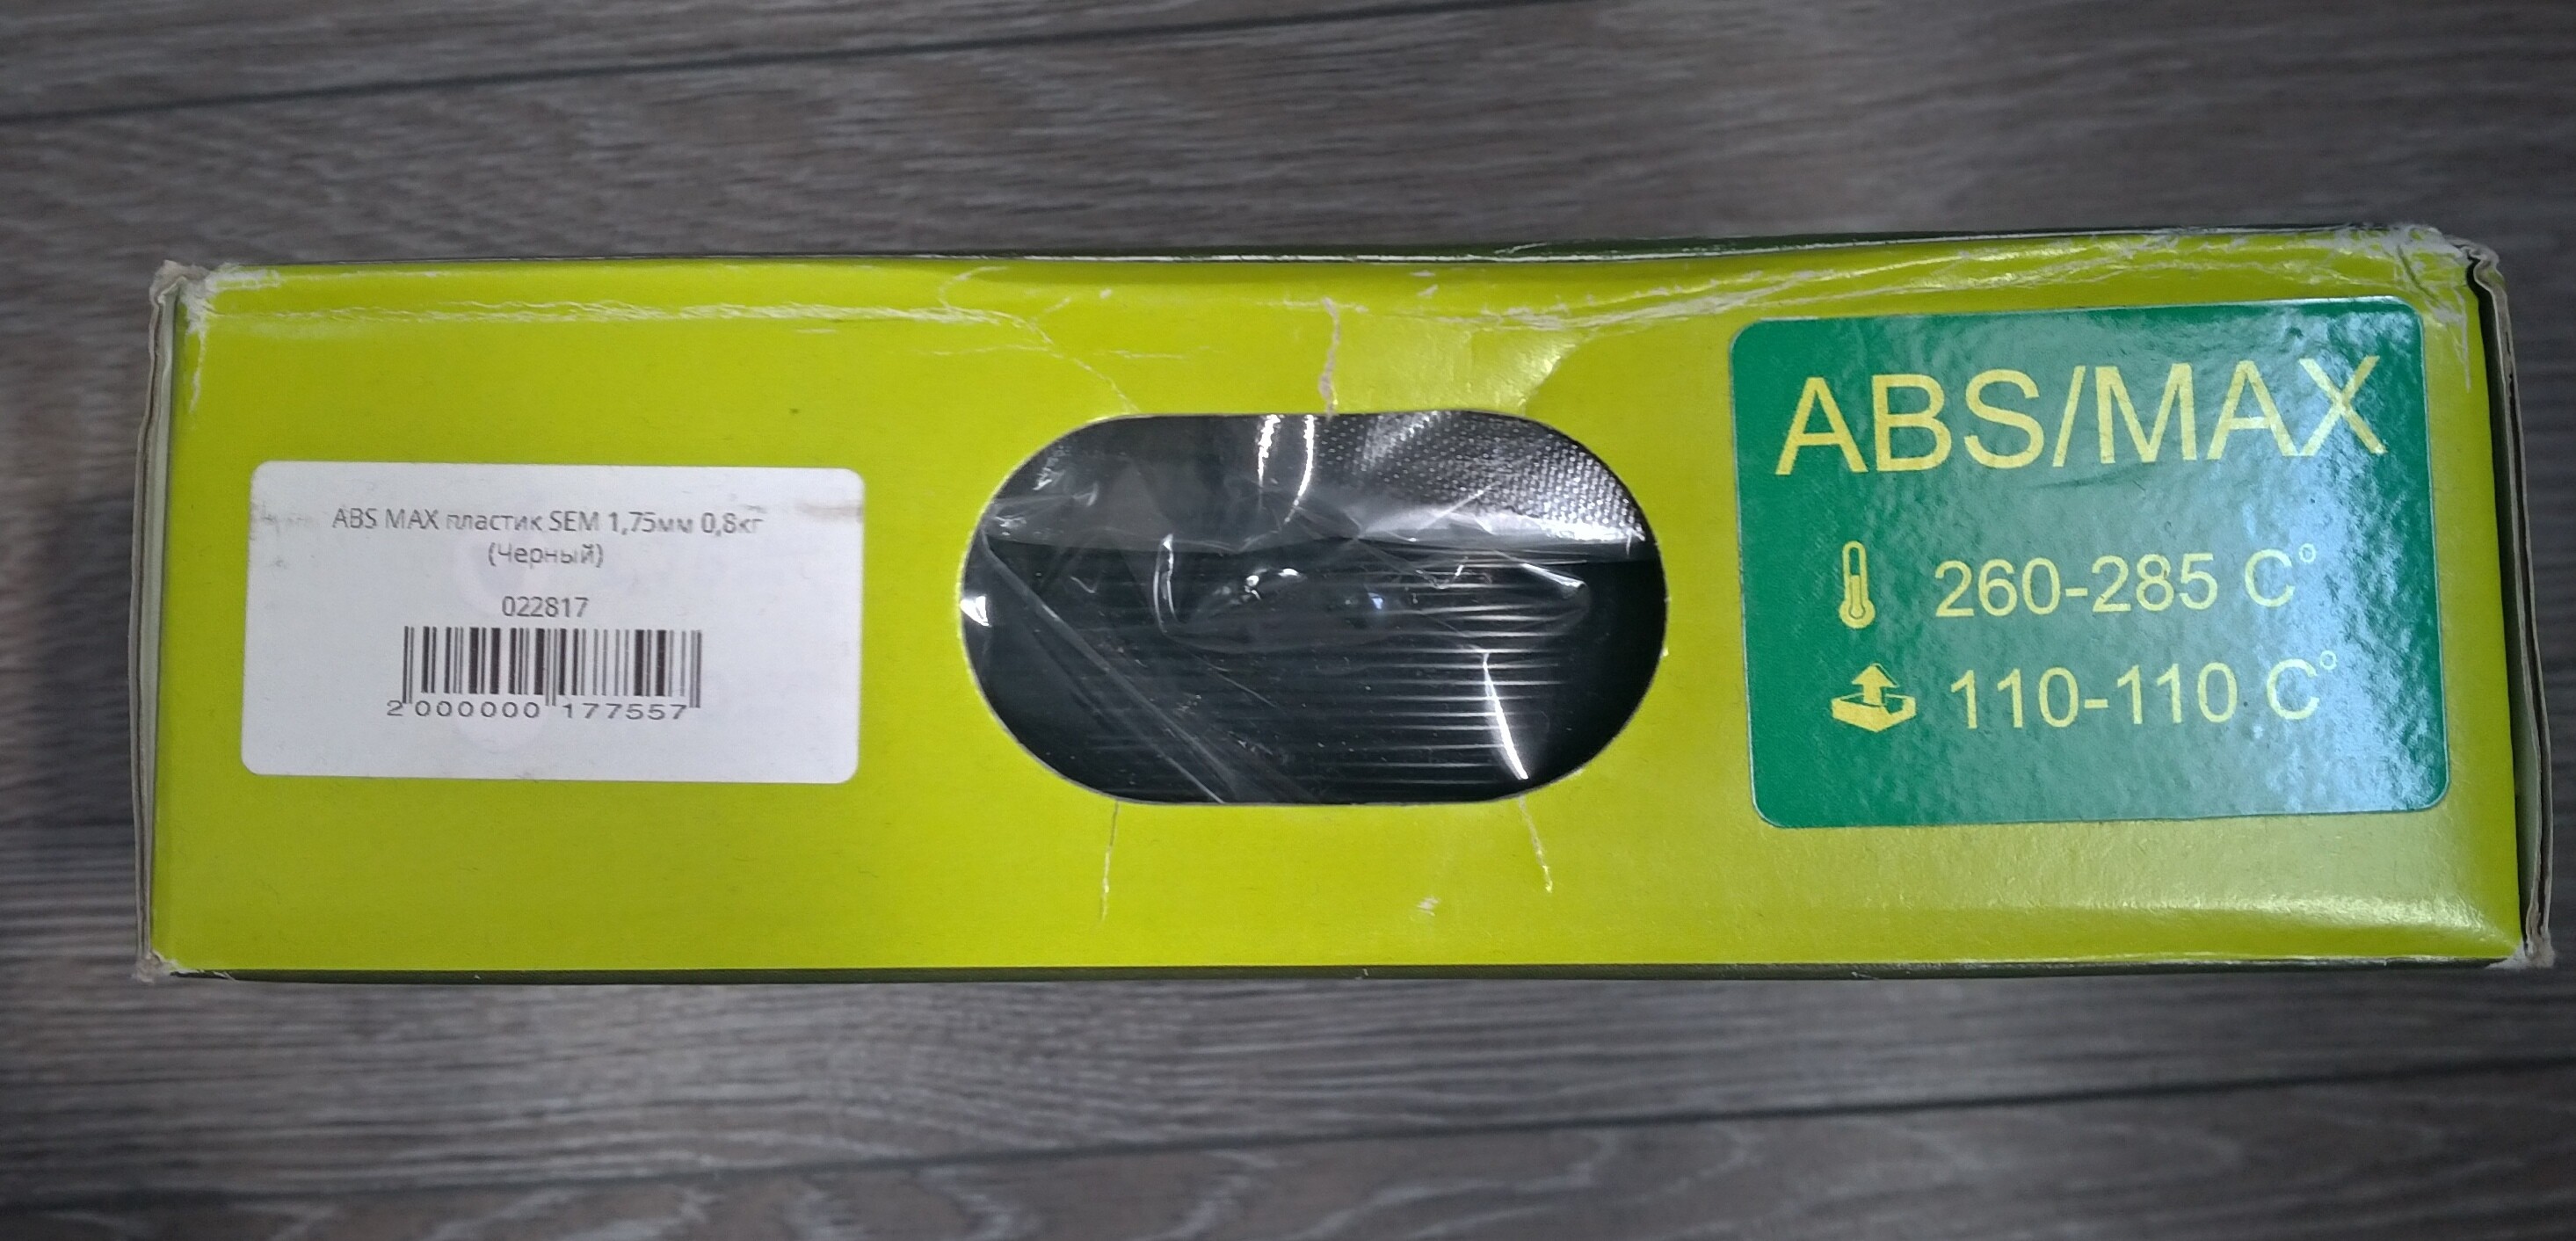 ABS MAX пластик SEM 1,75мм 0,8кг
(Черный)
022817
2 000000 177557
ABS/MAX
260-285 C°
110-110 C°